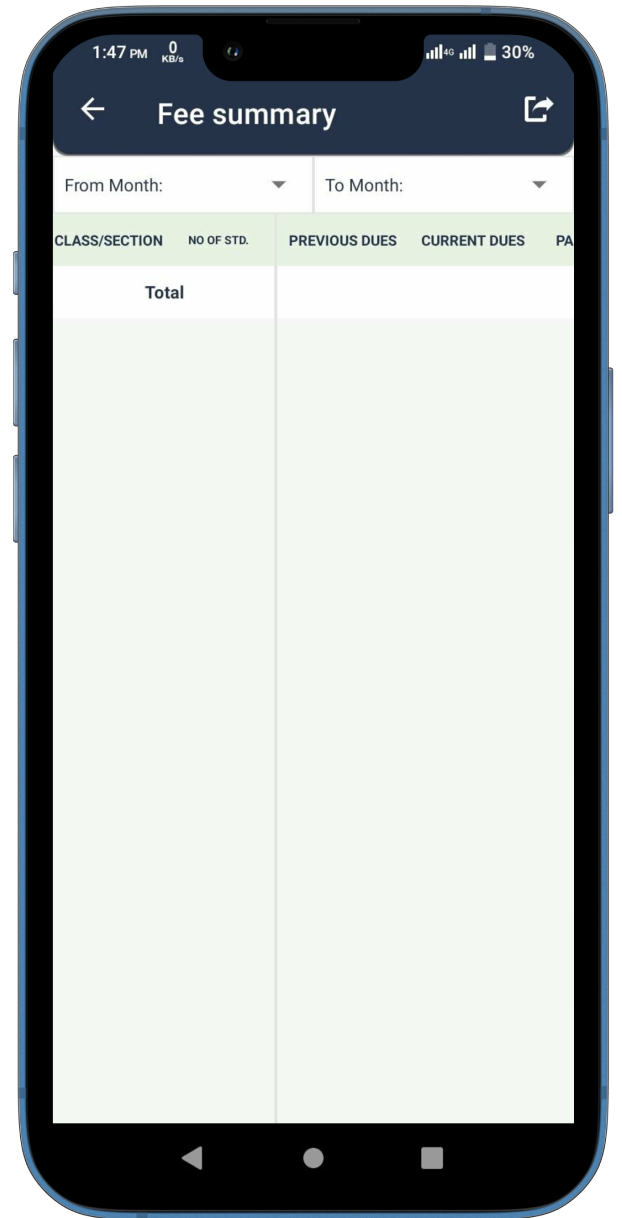 1:47 PM 0 KB/s 4G 30%
Fee summary
From Month: To Month:
CLASS/SECTION NO OF STD. PREVIOUS DUES CURRENT DUES PA
Total